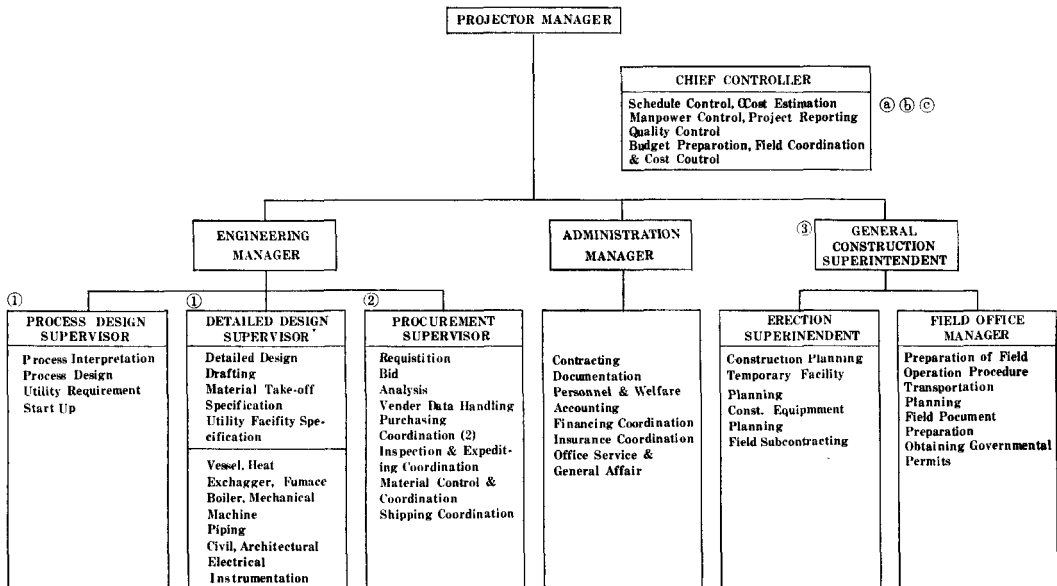 PROJECTOR MANAGER
CHIEF CONTROLLER
Schedule Control, CCost Estimation
Manpower Control, Project Reporting
Quality Control
Budget Preparotion, Field Coordination
& Cost Coutrol
ⓐ ⓑ ⓒ
ENGINEERING
MANAGER
ADMINISTRATION
MANAGER
③
GENERAL
CONSTRUCTION
SUPERINTENDENT
①
PROCESS DESIGN
SUPERVISOR
Process Interpretation
Process Design
Utility Requirement
Start Up
①
DETAILED DESIGN
SUPERVISOR
Detailed Design
Drafting
Material Take-off
Specification
Utility Facifity Spe-
cification
Vessel, Heat
Exchagger, Fumace
Boiler, Mechanical
Machine
Piping
Civil, Architectural
Electrical
Instrumentation
②
PROCUREMENT
SUPERVISOR
Requistition
Bid
Analysis
Vender Data Handling
Purchasing
Coordination (2)
Inspection & Expedit-
ing Coordination
Material Control &
Coordination
Shipping Coordination
Contracting
Documentation
Personnel & Welfare
Accounting
Financing Coordination
Insurance Coordination
Office Service &
General Affair
ERECTION
SUPERINENDENT
Construction Planning
Temporary Facility
Planning
Const. Equipmment
Planning
Field Subcontracting
FIELD OFFICE
MANAGER
Preparation of Field
Operation Procedure
Transportation
Planning
Field Pocument
Preparation
Obtaining Governmental
Permits